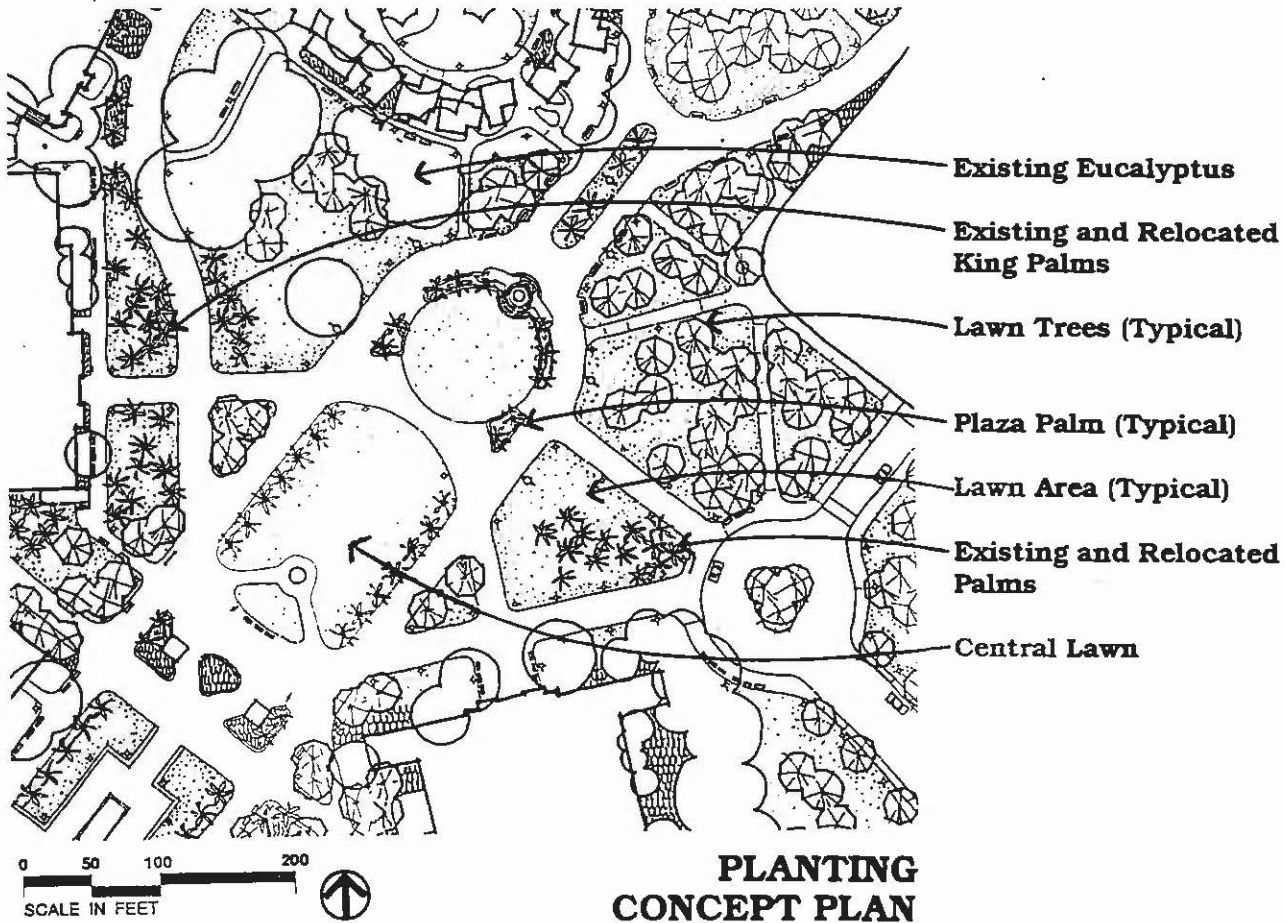 Existing Eucalyptus
Existing and Relocated
King Palms
Lawn Trees (Typical)
Plaza Palm (Typical)
Lawn Area (Typical)
Existing and Relocated
Palms
Central Lawn
0 50 100 200
SCALE IN FEET
PLANTING
CONCEPT PLAN